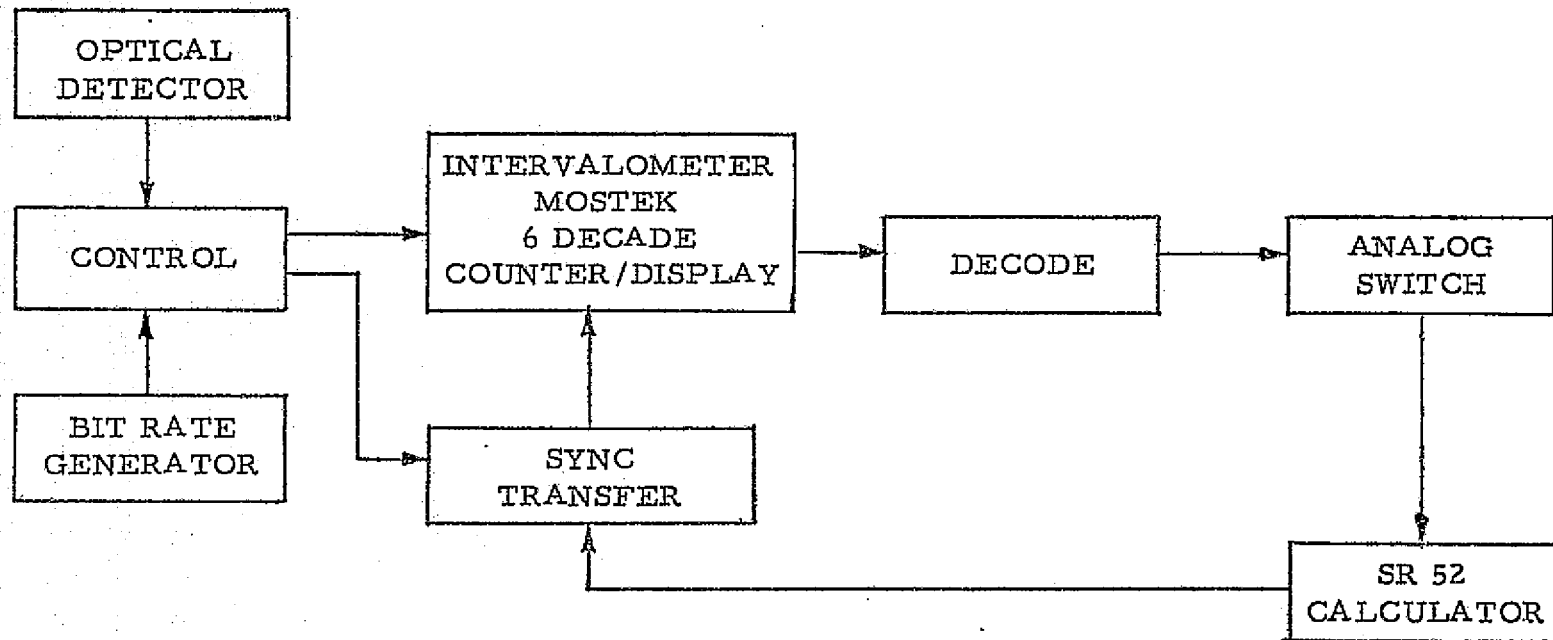 OPTICAL
DETECTOR
CONTROL
BIT RATE
GENERATOR
INTERVALOMETER
MOSTEK
6 DECADE
COUNTER/DISPLAY
SYNC
TRANSFER
DECODE
ANALOG
SWITCH
SR 52
CALCULATOR